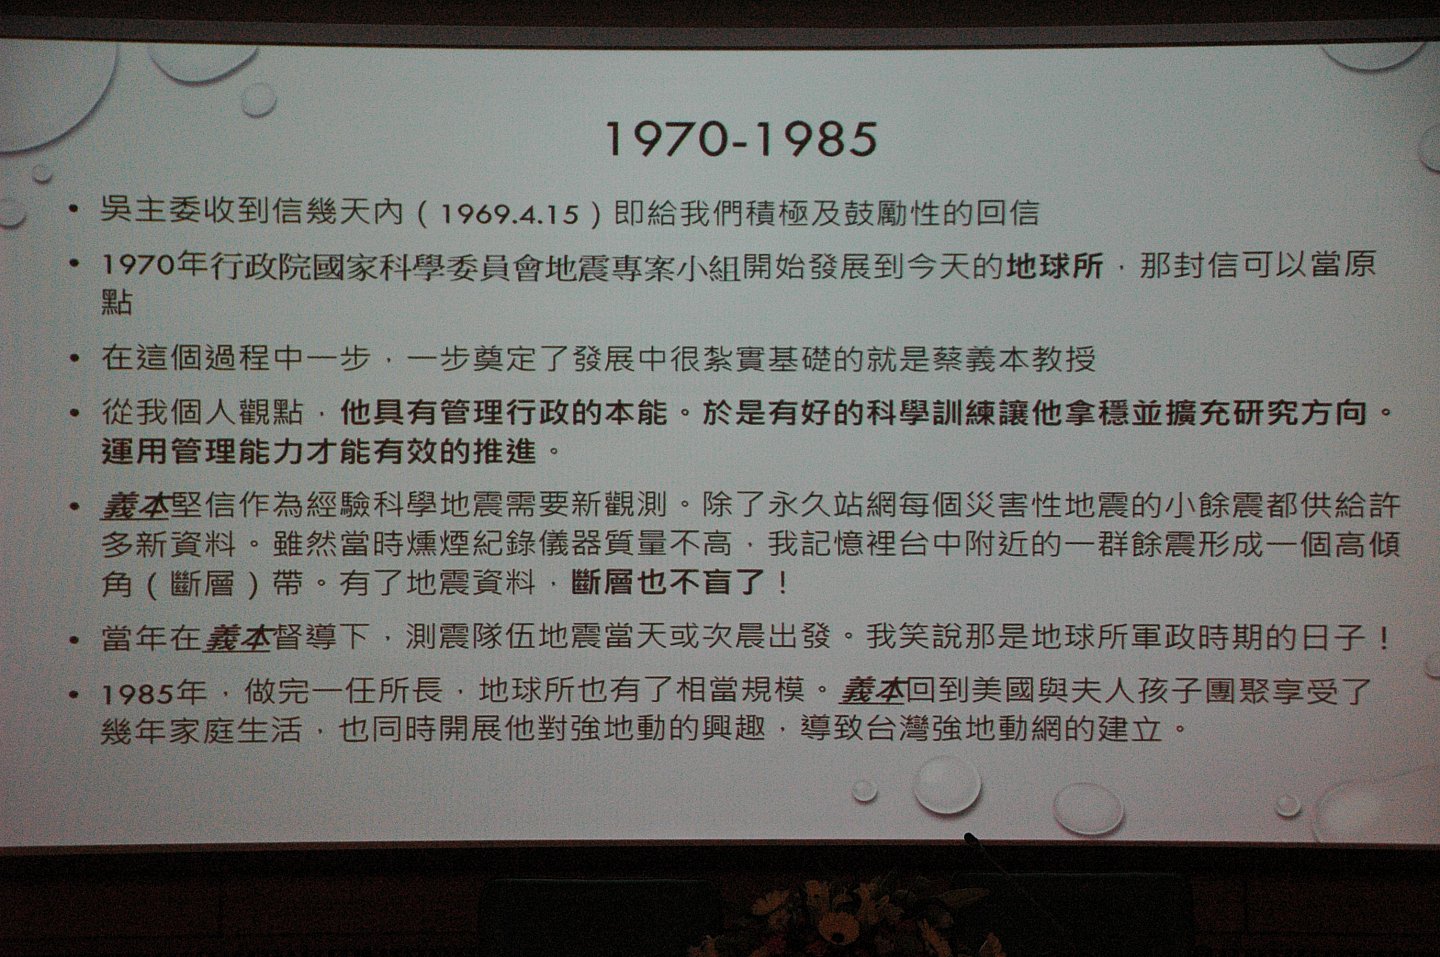 1970-1985
• 吳主委收到信幾天內（1969.4.15）即給我們積極及鼓勵性的回信
• 1970年行政院國家科學委員會地震專案小組開始發展到今天的地球所，那封信可以當原
點
• 在這個過程中一步，一步奠定了發展中很紮實基礎的就是蔡義本教授
• 從我個人觀點，他具有管理行政的本能。於是有好的科學訓練讓他拿穩並擴充研究方向。
運用管理能力才能有效的推進。
• 義本堅信作為經驗科學地震需要新觀測。除了永久站網每個災害性地震的小餘震都供給許
多新資料。雖然當時燻煙紀錄儀器質量不高，我記憶裡台中附近的一群餘震形成一個高傾
角（斷層）帶。有了地震資料，斷層也不盲了！
• 當年在義本督導下，測震隊伍地震當天或次晨出發。我笑說那是地球所軍政時期的日子！
• 1985年，做完一任所長，地球所也有了相當規模。義本回到美國與夫人孩子團聚享受了
幾年家庭生活，也同時開展他對強地動的興趣，導致台灣強地動網的建立。